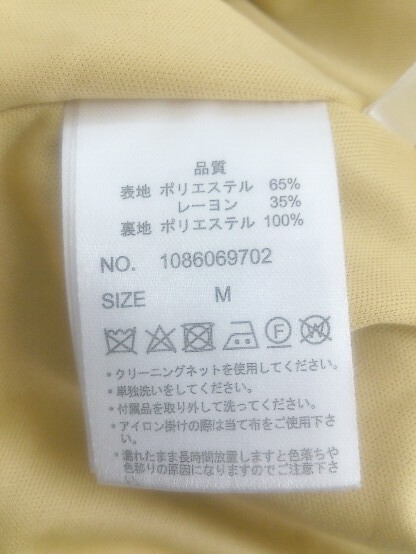 品質
表地 ポリエステル 65%
レーヨン 35%
裏地 ポリエステル 100%
NO. 1086069702
SIZE M
F W
•クリーニングネットを使用してください。
•単独洗いをしてください。
•付属品を取り外して洗ってください。
•アイロン掛けの際は当て布をご使用下さ
い。
•濡れたまま長時間放置しますと色落ちや
色移りの原因になりますのでご注意下さ
い。